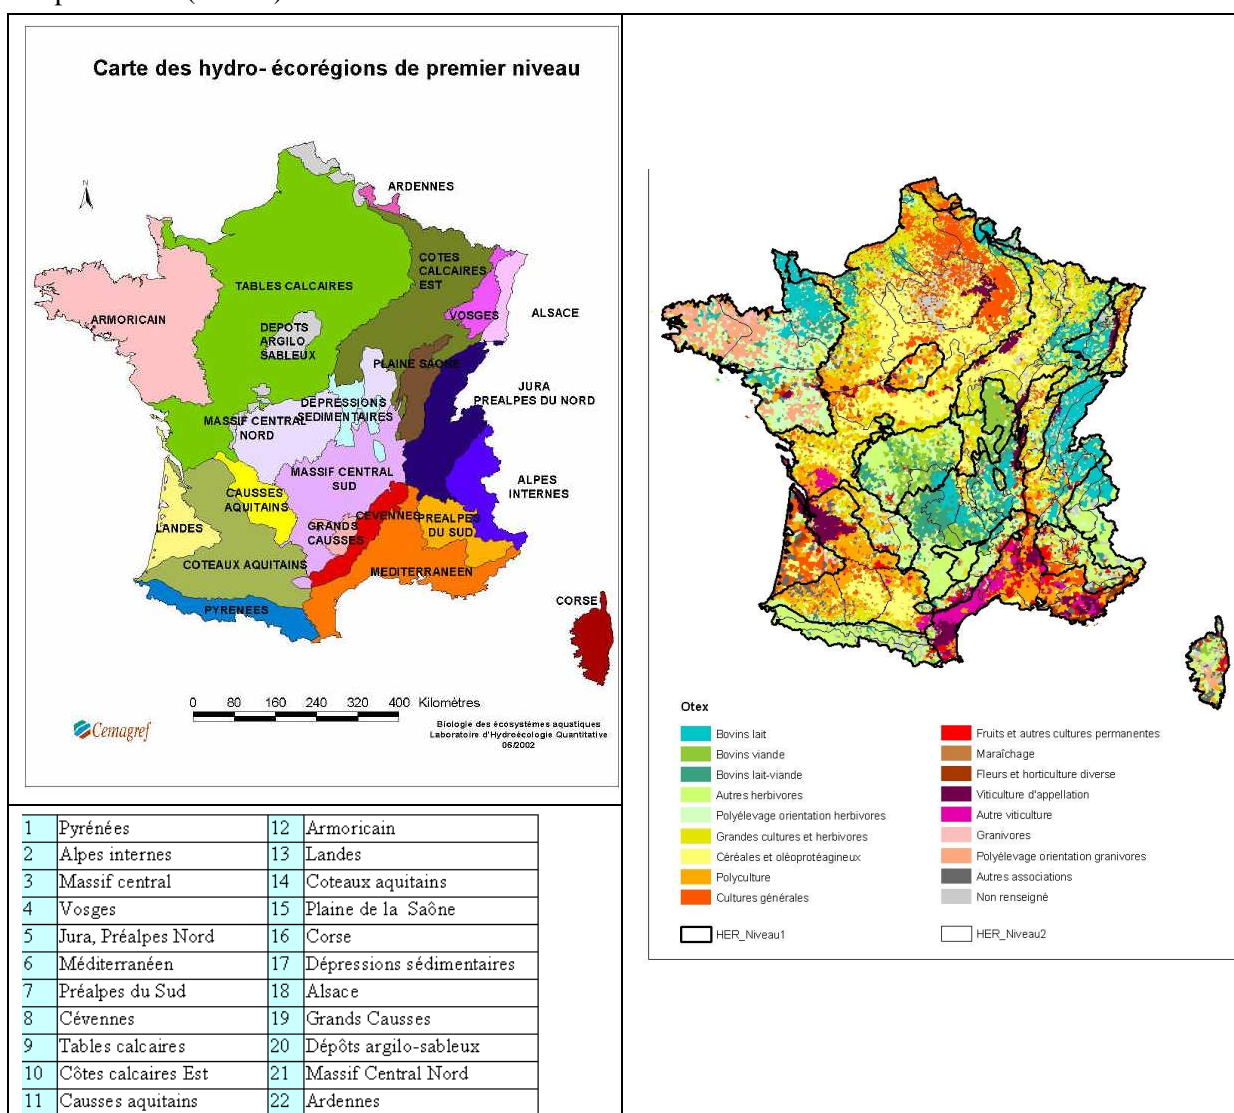 Carte des hydro- écorégions de premier niveau
N
ARDENNES
COTES
CALCAIRES
EST
TABLES CALCAIRES
ALSACE
ARMORICAIN
VOSGES
DEPOTS
ARGILO
SABLEUX
PLAINE SAONE
JURA
PREALPES DU NORD
DEPRESSIONS
SEDIMENTAIRES
MASSIF CENTRAL
NORD
MASSIF CENTRAL
SUD
ALPES
INTERNES
CAUSSES
AQUITAINS
LANDES
GRANDS
CAUSSES
CEVENNES
PREALPES
DU SUD
COTEAUX AQUITAINS
MEDITERRANEEN
PYRENEES
CORSE
0 80 160 240 320 400 Kilomètres
Cemagref
Biologie des écosystèmes aquatiques
Laboratoire d'Hydroécologie Quantitative
06/2002
Otex
Bovins lait
Bovins viande
Bovins lait-viande
Autres herbivores
Polyélevage orientation herbivores
Grandes cultures et herbivores
Céréales et oléoprotéagineux
Polyculture
Cultures générales
HER_Niveau1
Fruits et autres cultures permanentes
Maraîchage
Fleurs et horticulture diverse
Viticulture d'appellation
Autre viticulture
Granivores
Polyélevage orientation granivores
Autres associations
Non renseigné
HER_Niveau2
1 Pyrénées 12 Armoricain
2 Alpes internes 13 Landes
3 Massif central 14 Coteaux aquitains
4 Vosges 15 Plaine de la Saône
5 Jura, Préalpes Nord 16 Corse
6 Méditerranéen 17 Dépressions sédimentaires
7 Préalpes du Sud 18 Alsace
8 Cévennes 19 Grands Causses
9 Tables calcaires 20 Dépôts argilo-sableux
10 Côtes calcaires Est 21 Massif Central Nord
11 Causses aquitains 22 Ardennes